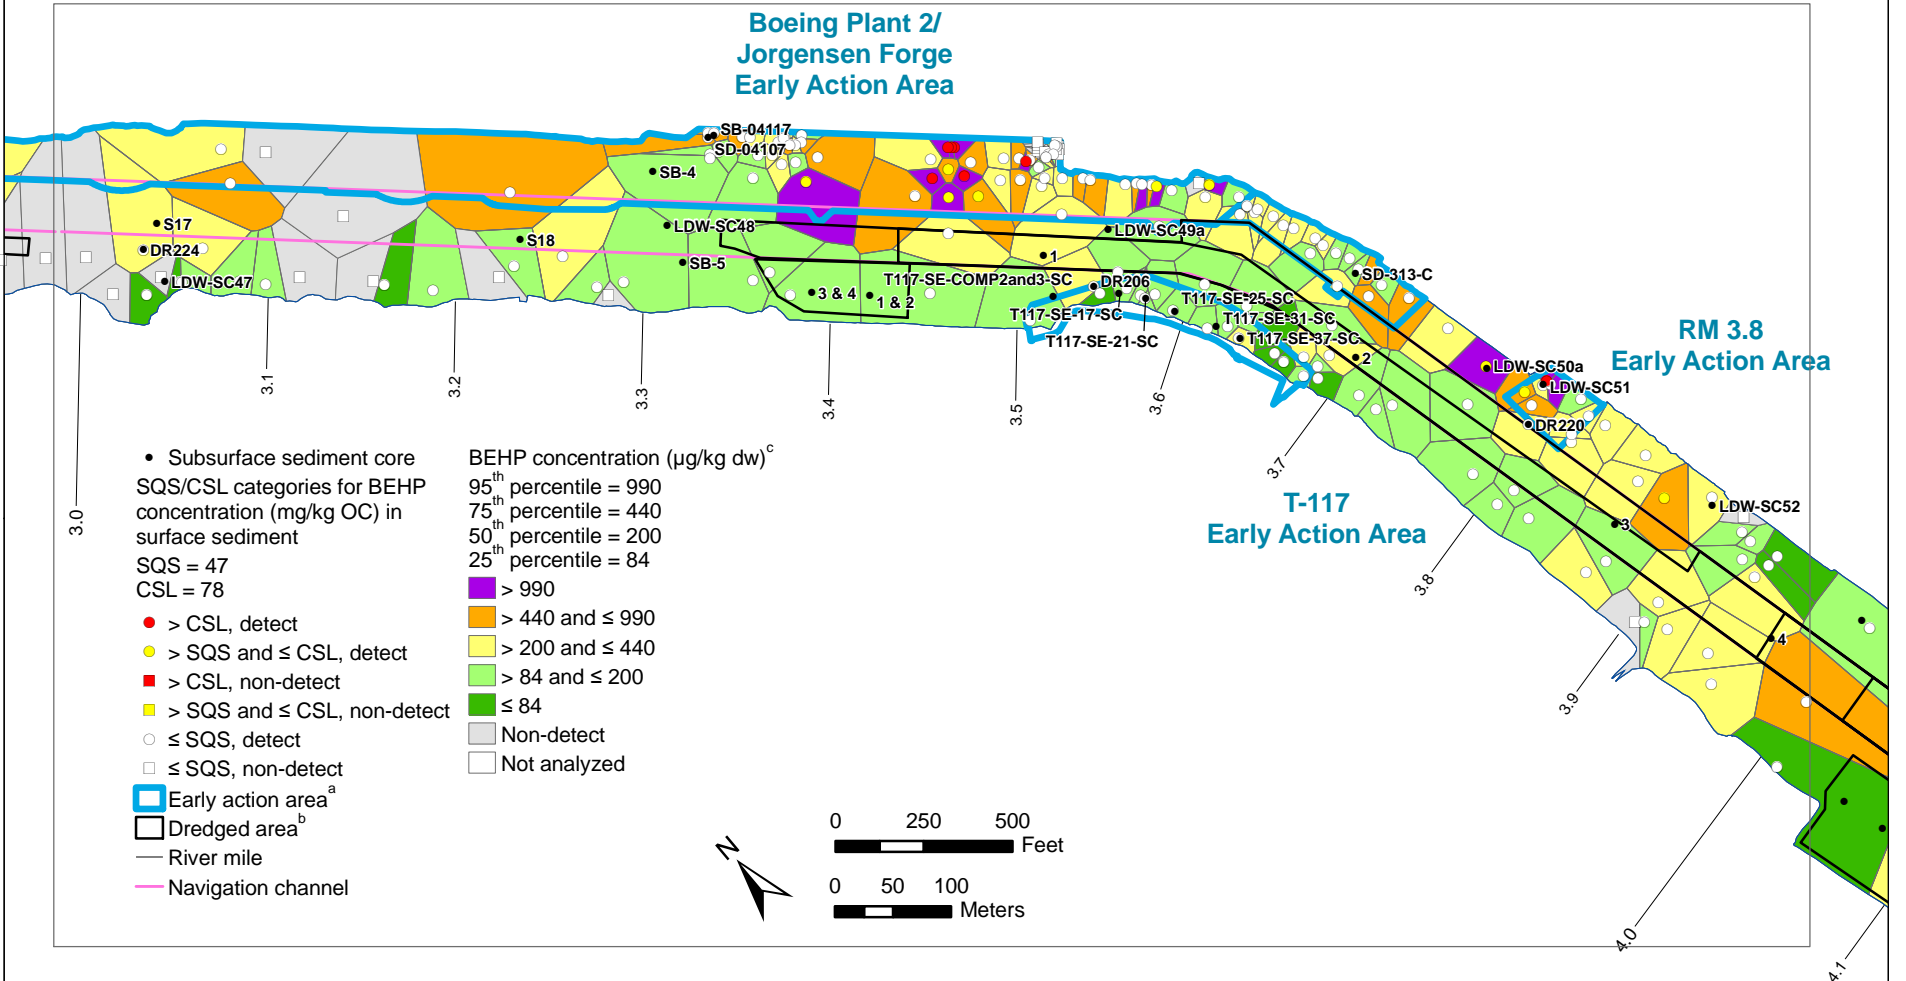 Boeing Plant 2/
Jorgensen Forge
Early Action Area
SB-04117
SD-04107
SB-4
S17
DR224
LDW-SC47
S18
LDW-SC48
SB-5
LDW-SC49a
1
T117-SE-COMP2and3-SC
DR206
3 & 4
1 & 2
T117-SE-17-SC
T117-SE-21-SC
T117-SE-25-SC
T117-SE-31-SC
T117-SE-37-SC
SD-313-C
2
RM 3.8
Early Action Area
LDW-SC50a
LDW-SC51
DR220
T-117
Early Action Area
LDW-SC52
3
4
3.0
3.1
3.2
3.3
3.4
3.5
3.6
3.7
3.8
3.9
4.0
4.1
Subsurface sediment core
SQS/CSL categories for BEHP
concentration (mg/kg OC) in
surface sediment
SQS = 47
CSL = 78
> CSL, detect
> SQS and ≤ CSL, detect
> CSL, non-detect
> SQS and ≤ CSL, non-detect
≤ SQS, detect
≤ SQS, non-detect
Early action area a
Dredged area b
River mile
Navigation channel
BEHP concentration (µg/kg dw) c
95th percentile = 990
75th percentile = 440
50th percentile = 200
25th percentile = 84
> 990
> 440 and ≤ 990
> 200 and ≤ 440
> 84 and ≤ 200
≤ 84
Non-detect
Not analyzed
N
0 250 500
Feet
0 50 100
Meters